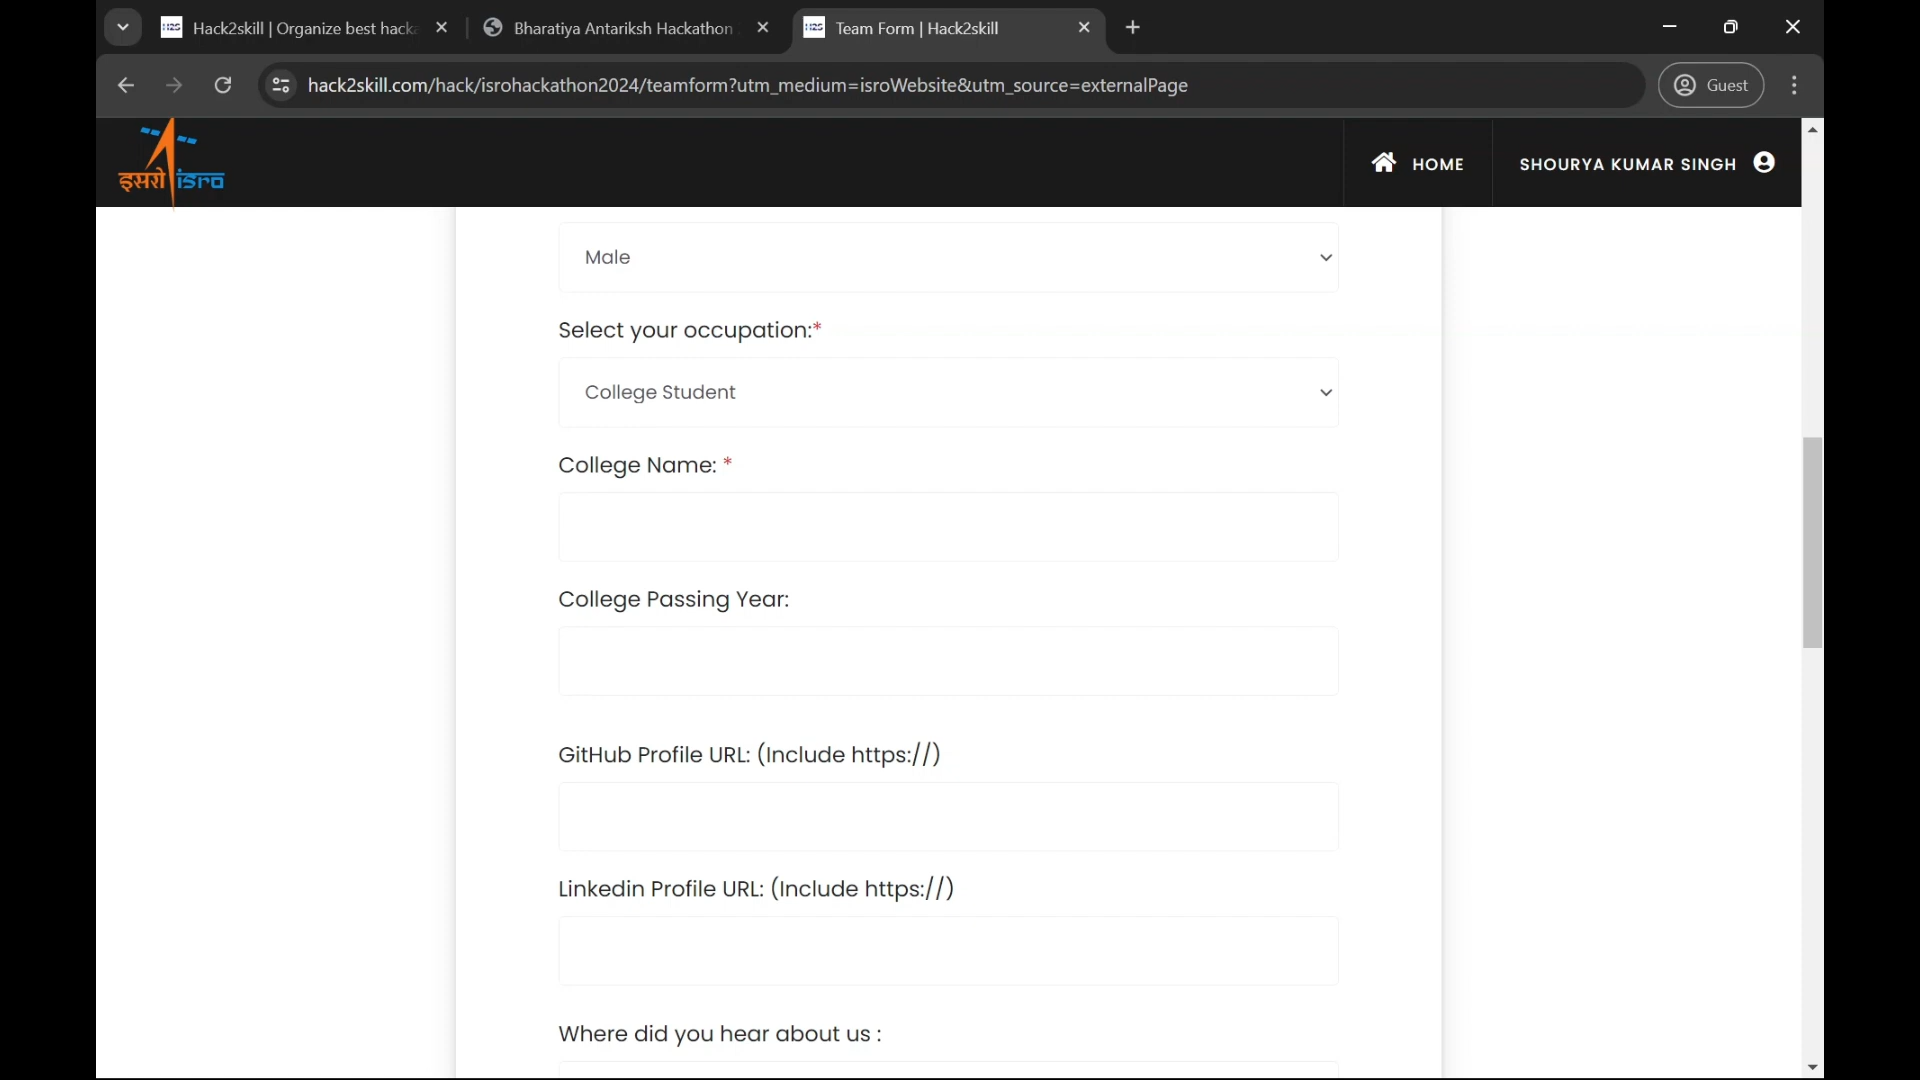 Hack2skill | Organize best hack
Bharatiya Antariksh Hackathon
Team Form | Hack2skill
hack2skill.com/hack/isrohackathon2024/teamform?utm_medium=isroWebsite&utm_source=externalPage
Guest
इसरो isro
HOME
SHOURYA KUMAR SINGH
Male
Select your occupation:*
College Student
College Name: *
College Passing Year:
GitHub Profile URL: (Include https://)
Linkedin Profile URL: (Include https://)
Where did you hear about us :